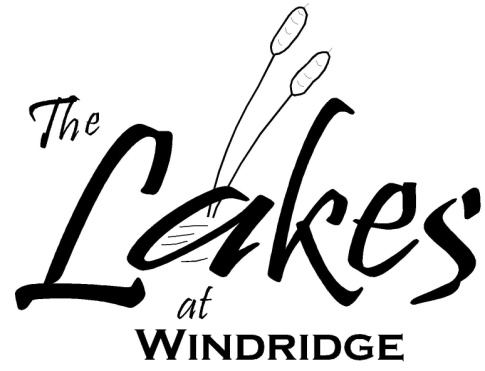 The
Lakes
at
WINDRIDGE